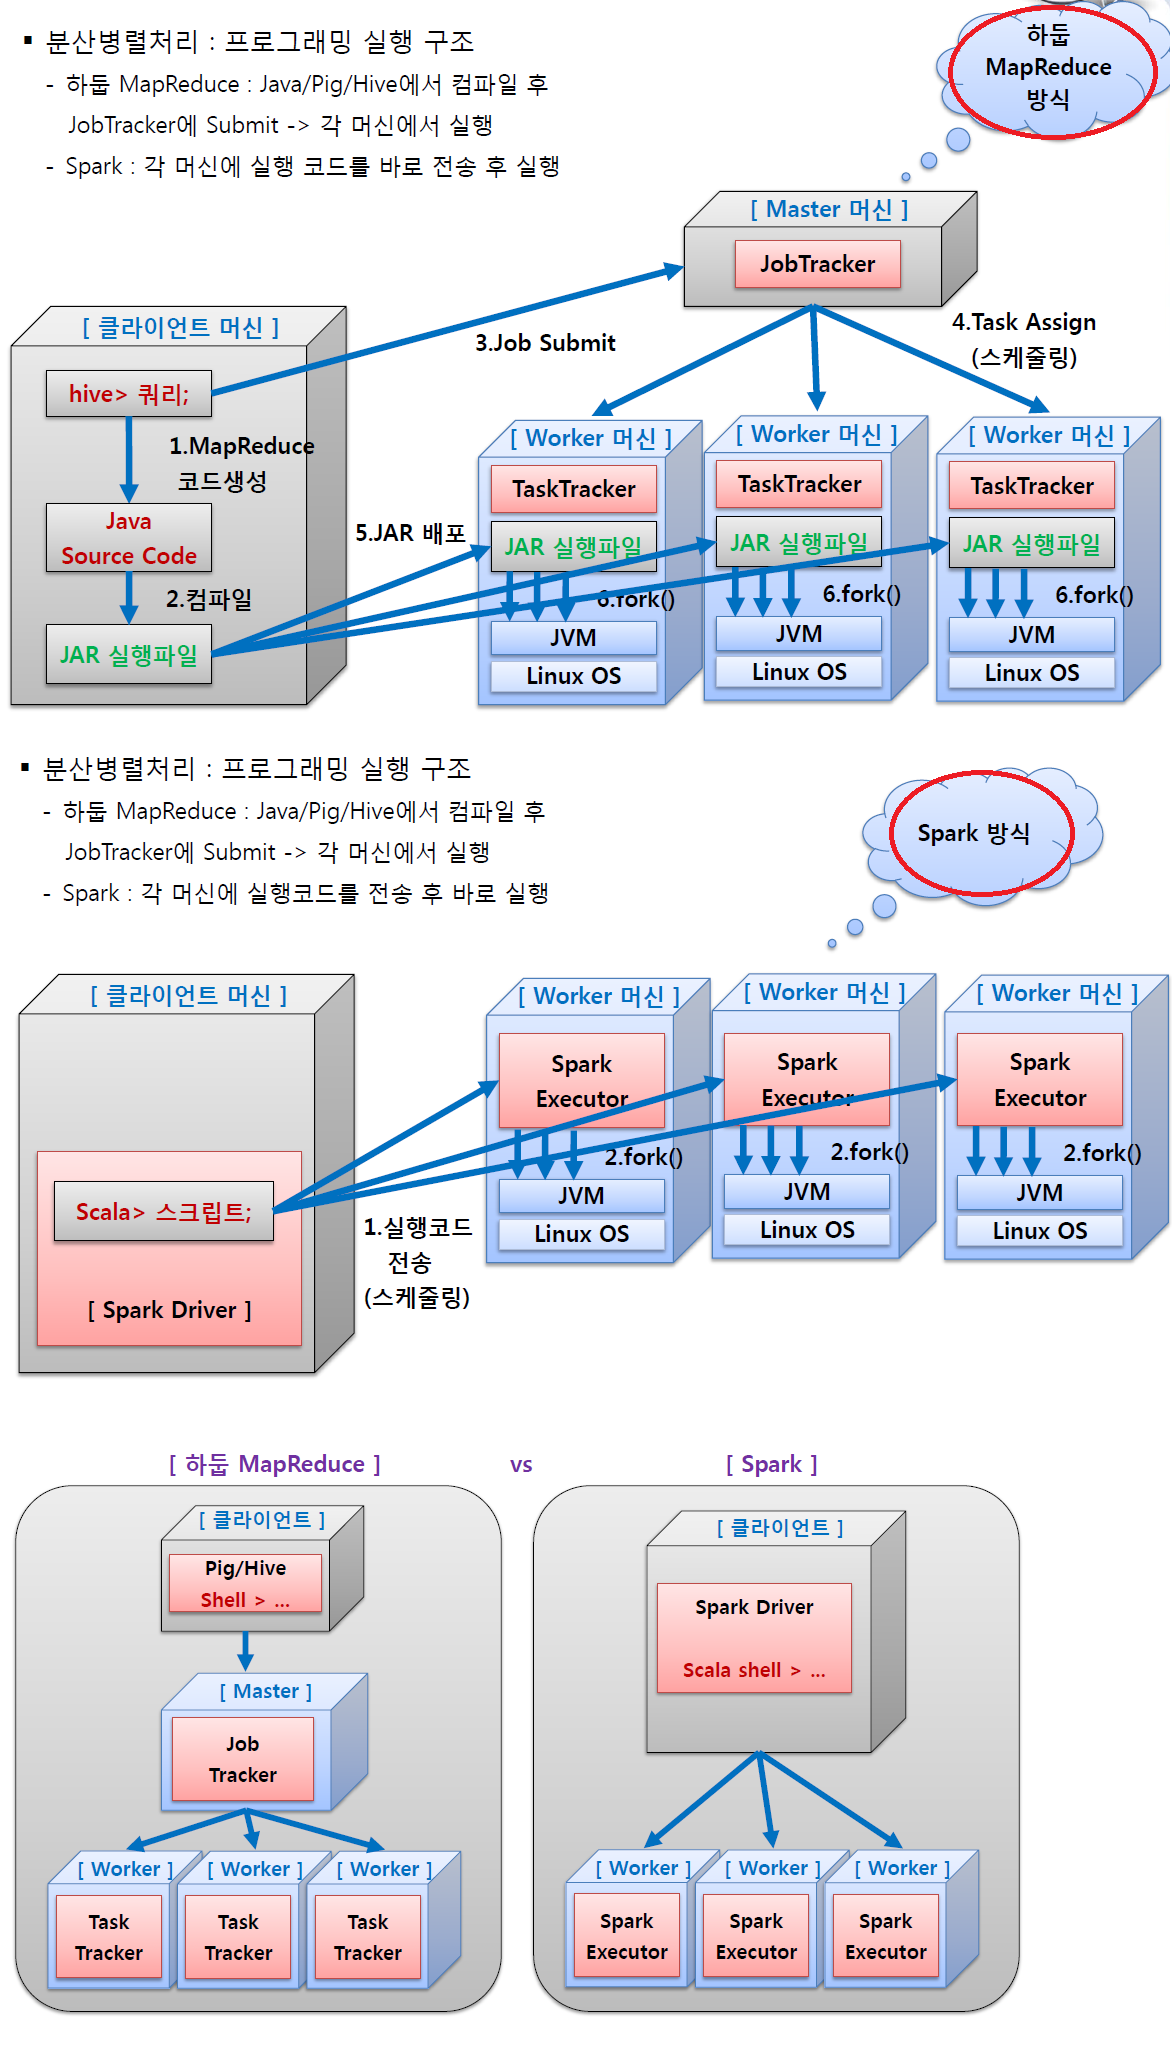 ▪ 분산병렬처리 : 프로그래밍 실행 구조
- 하둡 MapReduce : Java/Pig/Hive에서 컴파일 후
JobTracker에 Submit -> 각 머신에서 실행
- Spark : 각 머신에 실행 코드를 바로 전송 후 실행
하둡
MapReduce
방식
[ Master 머신 ]
JobTracker
[ 클라이언트 머신 ]
hive> 쿼리;
1.MapReduce
코드생성
Java
Source Code
2.컴파일
JAR 실행파일
3.Job Submit
4.Task Assign
(스케줄링)
5.JAR 배포
[ Worker 머신 ]
TaskTracker
JAR 실행파일
6.fork()
JVM
Linux OS
[ Worker 머신 ]
TaskTracker
JAR 실행파일
6.fork()
JVM
Linux OS
[ Worker 머신 ]
TaskTracker
JAR 실행파일
6.fork()
JVM
Linux OS
▪ 분산병렬처리 : 프로그래밍 실행 구조
- 하둡 MapReduce : Java/Pig/Hive에서 컴파일 후
JobTracker에 Submit -> 각 머신에서 실행
- Spark : 각 머신에 실행코드를 전송 후 바로 실행
Spark 방식
[ 클라이언트 머신 ]
Scala> 스크립트;
[ Spark Driver ]
1.실행코드
전송
(스케줄링)
[ Worker 머신 ]
Spark
Executor
2.fork()
JVM
Linux OS
[ Worker 머신 ]
Spark
Executor
2.fork()
JVM
Linux OS
[ Worker 머신 ]
Spark
Executor
2.fork()
JVM
Linux OS
[ 하둡 MapReduce ] vs [ Spark ]
[ 클라이언트 ]
Pig/Hive
Shell > ...
[ Master ]
Job
Tracker
[ Worker ]
Task
Tracker
[ Worker ]
Task
Tracker
[ Worker ]
Task
Tracker
[ 클라이언트 ]
Spark Driver
Scala shell > ...
[ Worker ]
Spark
Executor
[ Worker ]
Spark
Executor
[ Worker ]
Spark
Executor